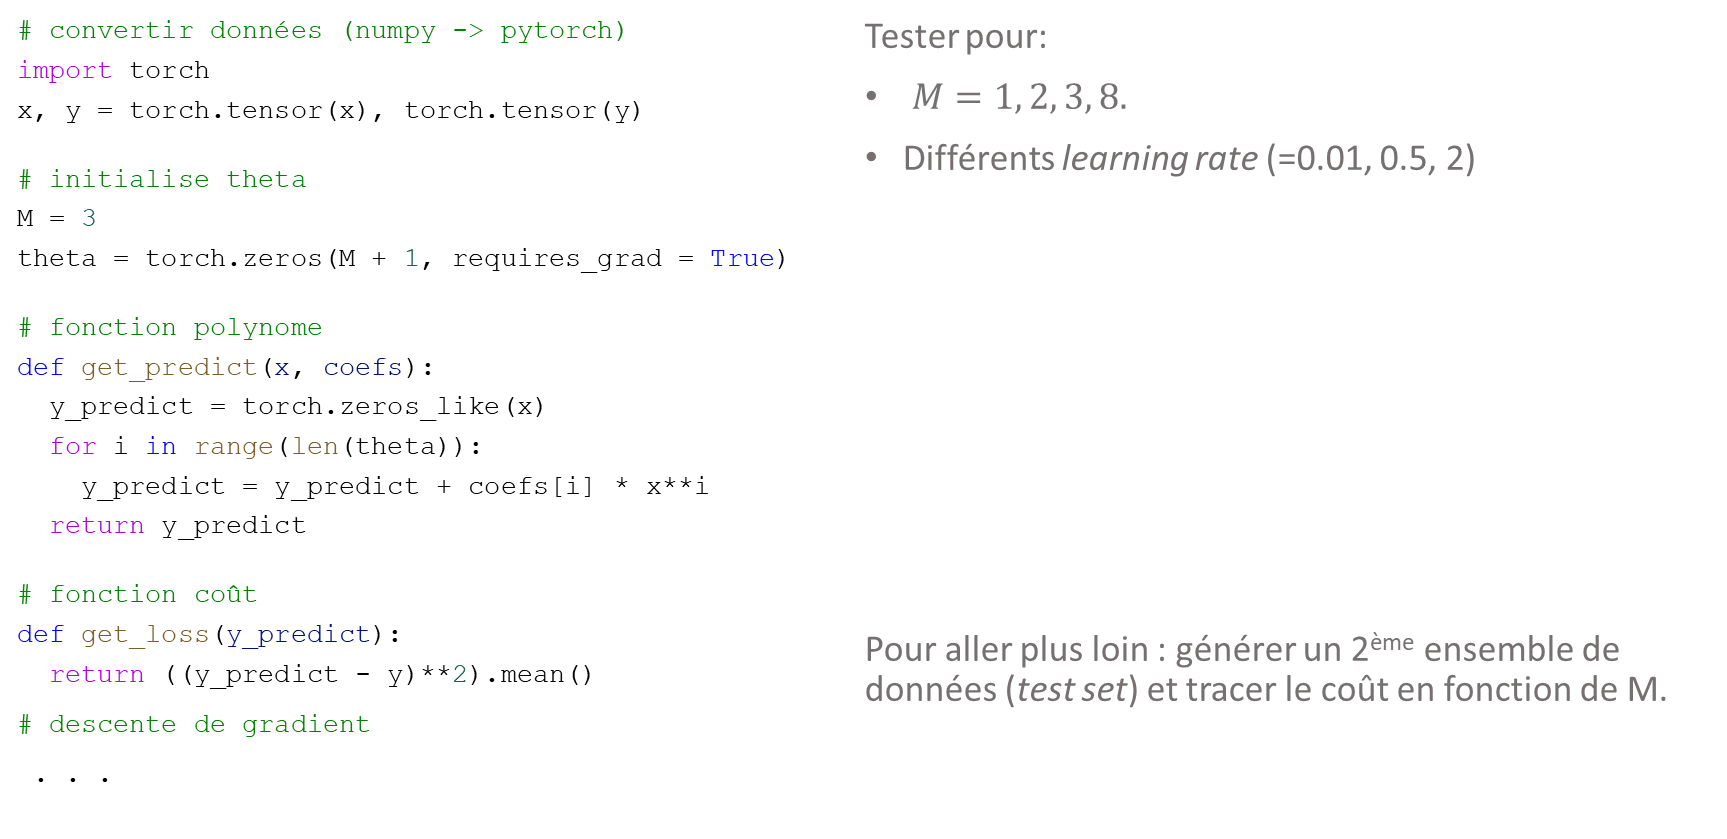 # convertir données (numpy -> pytorch)
import torch
x, y = torch.tensor(x), torch.tensor(y)
# initialise theta
M = 3
theta = torch.zeros(M + 1, requires_grad = True)
# fonction polynome
def get_predict(x, coefs):
  y_predict = torch.zeros_like(x)
  for i in range(len(theta)):
    y_predict = y_predict + coefs[i] * x**i
  return y_predict
# fonction coût
def get_loss(y_predict):
  return ((y_predict - y)**2).mean()
# descente de gradient
. . .
Tester pour:
• M = 1, 2, 3, 8.
• Différents learning rate (=0.01, 0.5, 2)
Pour aller plus loin : générer un 2ème ensemble de
données (test set) et tracer le coût en fonction de M.